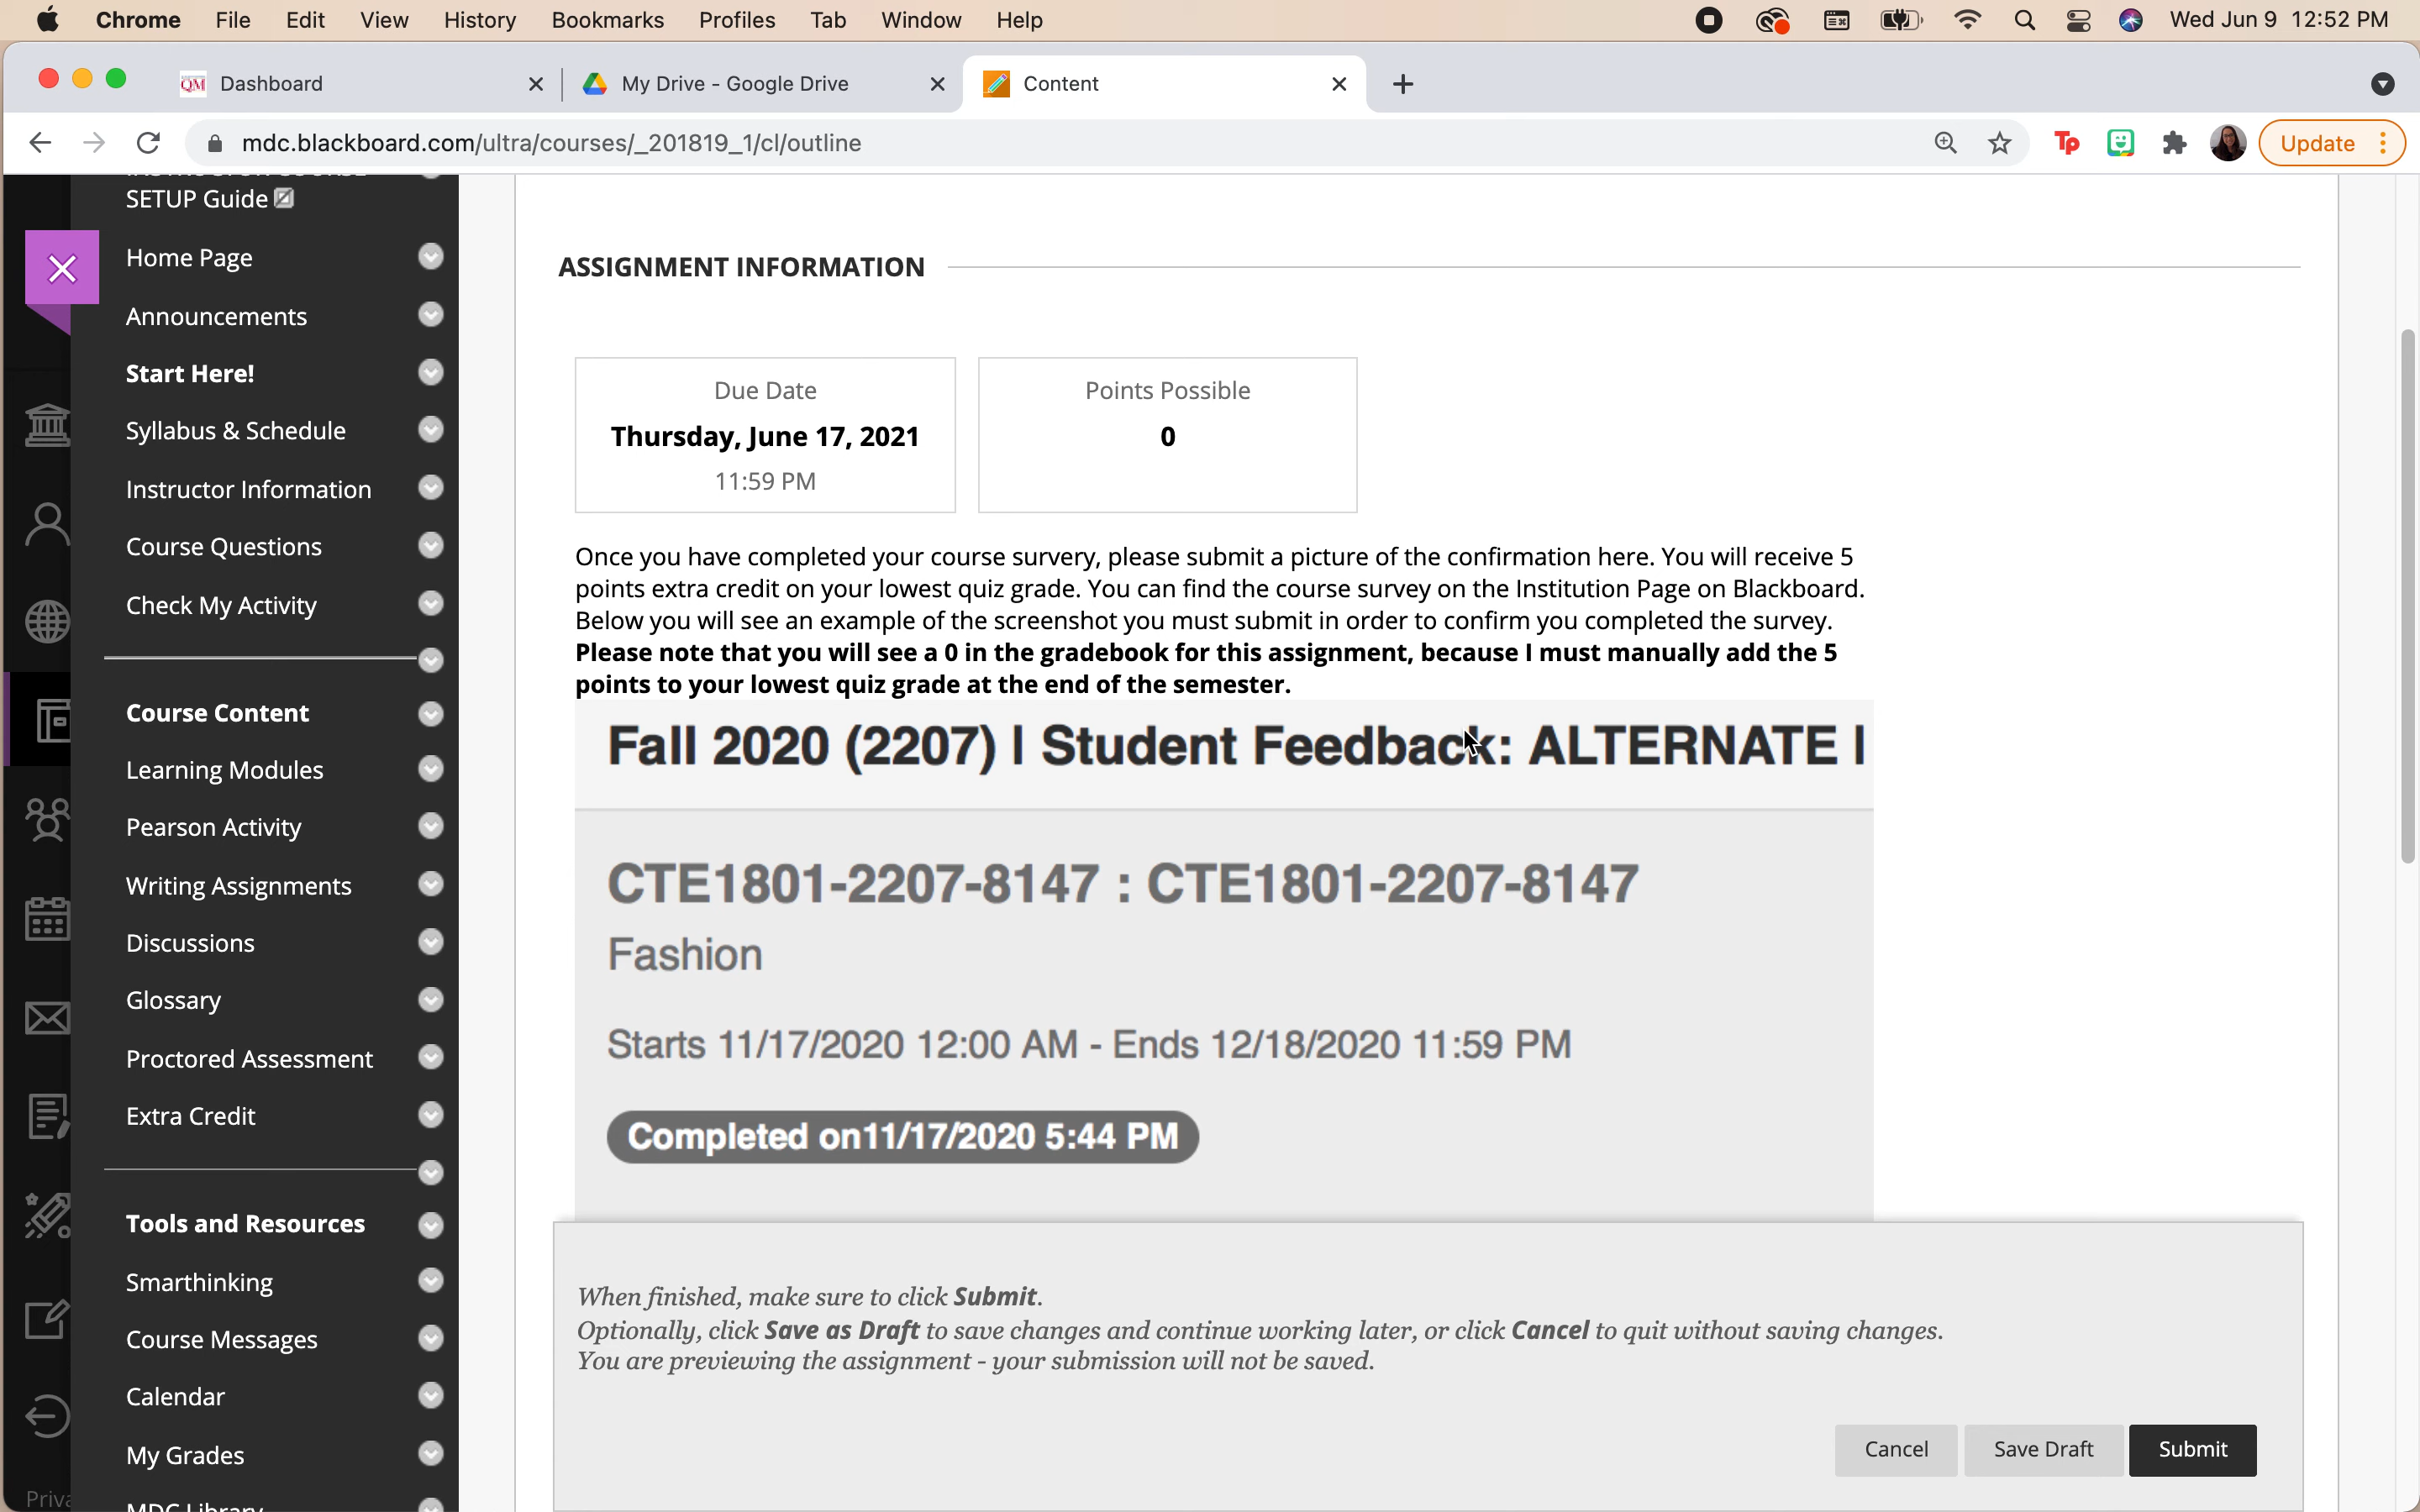 Chrome File Edit View History Bookmarks Profiles Tab Window Help Wed Jun 9 12:52 PM
QM Dashboard My Drive - Google Drive Content
mdc.blackboard.com/ultra/courses/_201819_1/cl/outline Tp Update
SETUP Guide
Home Page
Announcements
Start Here!
Syllabus & Schedule
Instructor Information
Course Questions
Check My Activity
Course Content
Learning Modules
Pearson Activity
Writing Assignments
Discussions
Glossary
Proctored Assessment
Extra Credit
Tools and Resources
Smarthinking
Course Messages
Calendar
My Grades
MDC Library
Priva
ASSIGNMENT INFORMATION
Due Date
Thursday, June 17, 2021
11:59 PM
Points Possible
0
Once you have completed your course survery, please submit a picture of the confirmation here. You will receive 5
points extra credit on your lowest quiz grade. You can find the course survey on the Institution Page on Blackboard.
Below you will see an example of the screenshot you must submit in order to confirm you completed the survey.
Please note that you will see a 0 in the gradebook for this assignment, because I must manually add the 5
points to your lowest quiz grade at the end of the semester.
Fall 2020 (2207) | Student Feedback: ALTERNATE |
CTE1801-2207-8147 : CTE1801-2207-8147
Fashion
Starts 11/17/2020 12:00 AM - Ends 12/18/2020 11:59 PM
Completed on11/17/2020 5:44 PM
When finished, make sure to click Submit.
Optionally, click Save as Draft to save changes and continue working later, or click Cancel to quit without saving changes.
You are previewing the assignment - your submission will not be saved.
Cancel Save Draft Submit